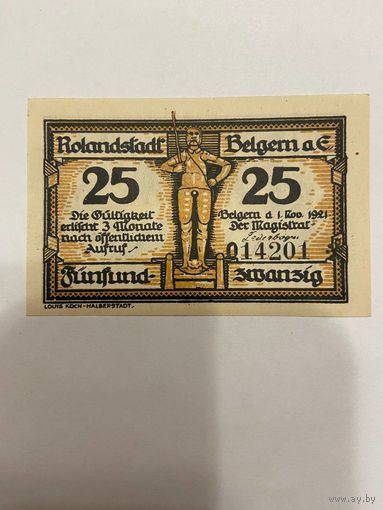 Rolandstadt Belgern a.E
25 25
Die Gültigkeit
erlischt 3 Monate
nach öffentlichem
Aufruf.
Belgern d. 1. Nov. 1921
Der Magistrat
014201
Fünfund- zwanzig
LOUIS KOCH-HALBERSTADT.
www.ay.by